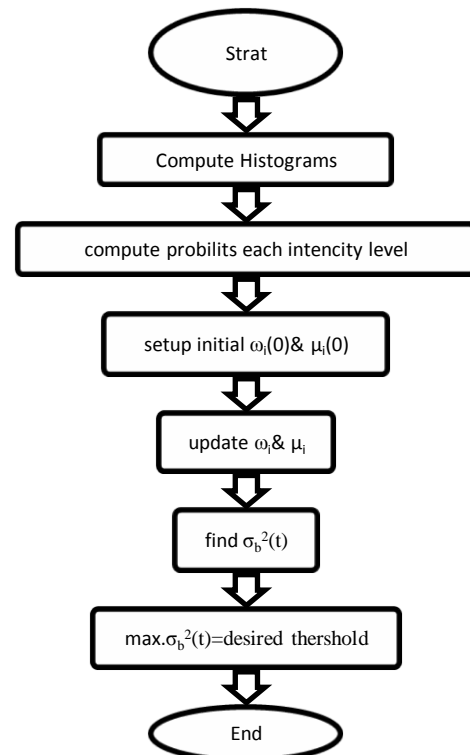 Strat
Compute Histograms
compute probilits each intencity level
setup initial ωi(0)& μi(0)
update ωi& μi
find σb²(t)
max.σb²(t)=desired thershold
End